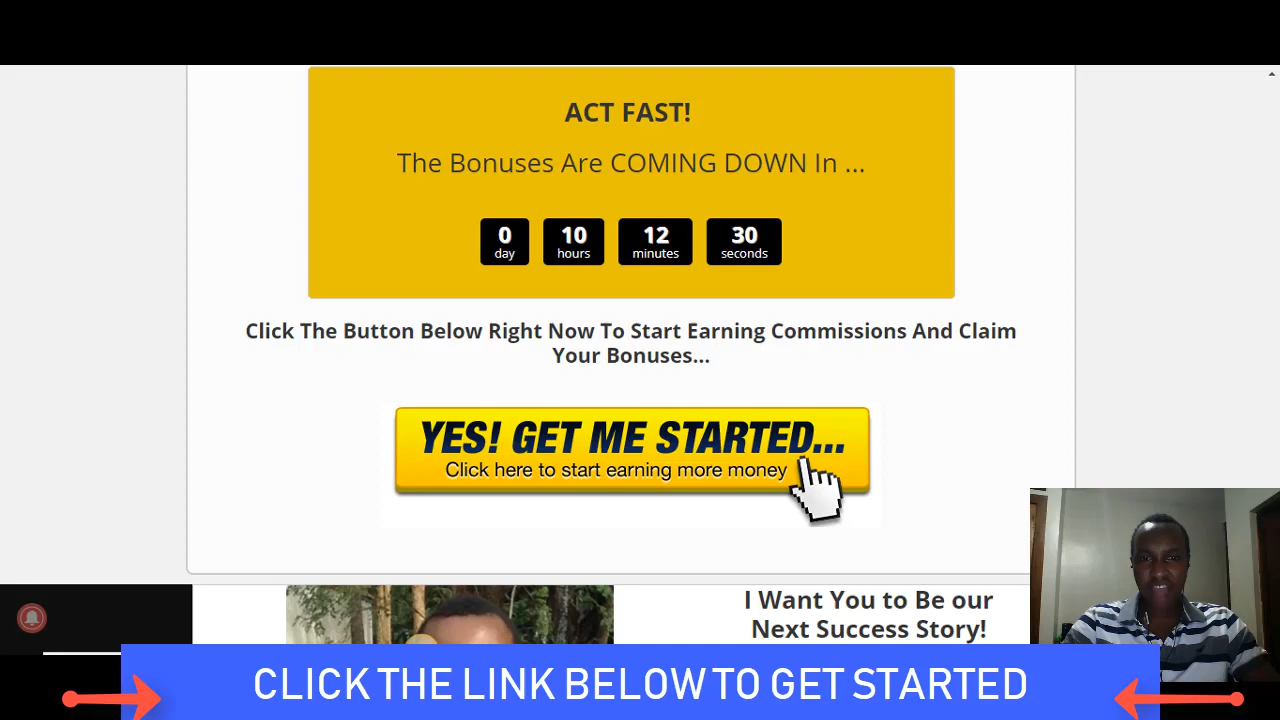 ACT FAST!
The Bonuses Are COMING DOWN In ...
0 10 12 30
day hours minutes seconds
Click The Button Below Right Now To Start Earning Commissions And Claim
Your Bonuses...
YES! GET ME STARTED...
Click here to start earning more money
I Want You to Be our
Next Success Story!
CLICK THE LINK BELOW TO GET STARTED